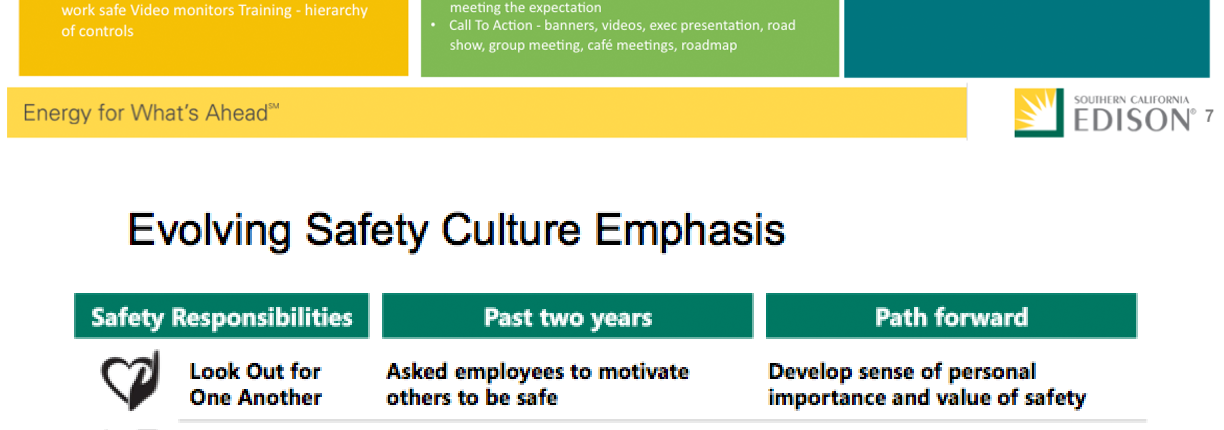 work safe Video monitors Training - hierarchy
of controls
meeting the expectation
• Call To Action - banners, videos, exec presentation, road
show, group meeting, café meetings, roadmap
Energy for What's Ahead℠
SOUTHERN CALIFORNIA
EDISON® 7
Evolving Safety Culture Emphasis
Safety Responsibilities
Past two years
Path forward
Look Out for
One Another
Asked employees to motivate
others to be safe
Develop sense of personal
importance and value of safety